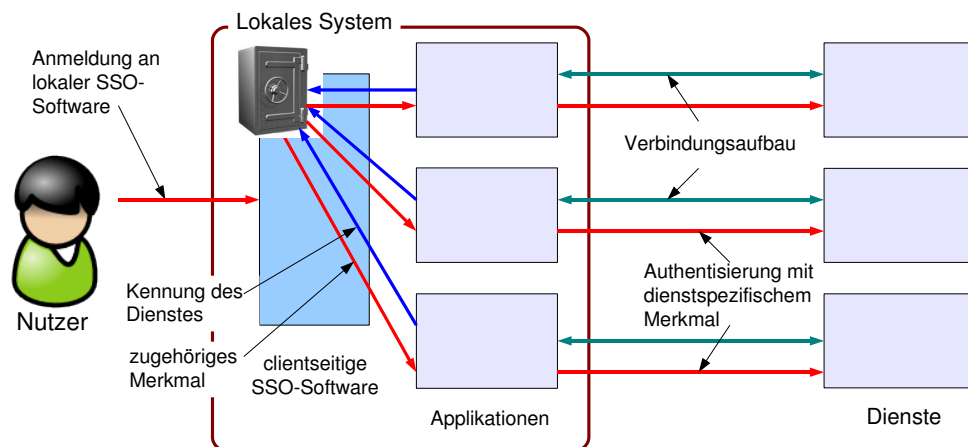 Lokales System
Anmeldung an
lokaler SSO-
Software
Verbindungsaufbau
Nutzer
Kennung des
Dienstes
zugehöriges
Merkmal
clientseitige
SSO-Software
Authentisierung mit
dienstspezifischem
Merkmal
Applikationen
Dienste